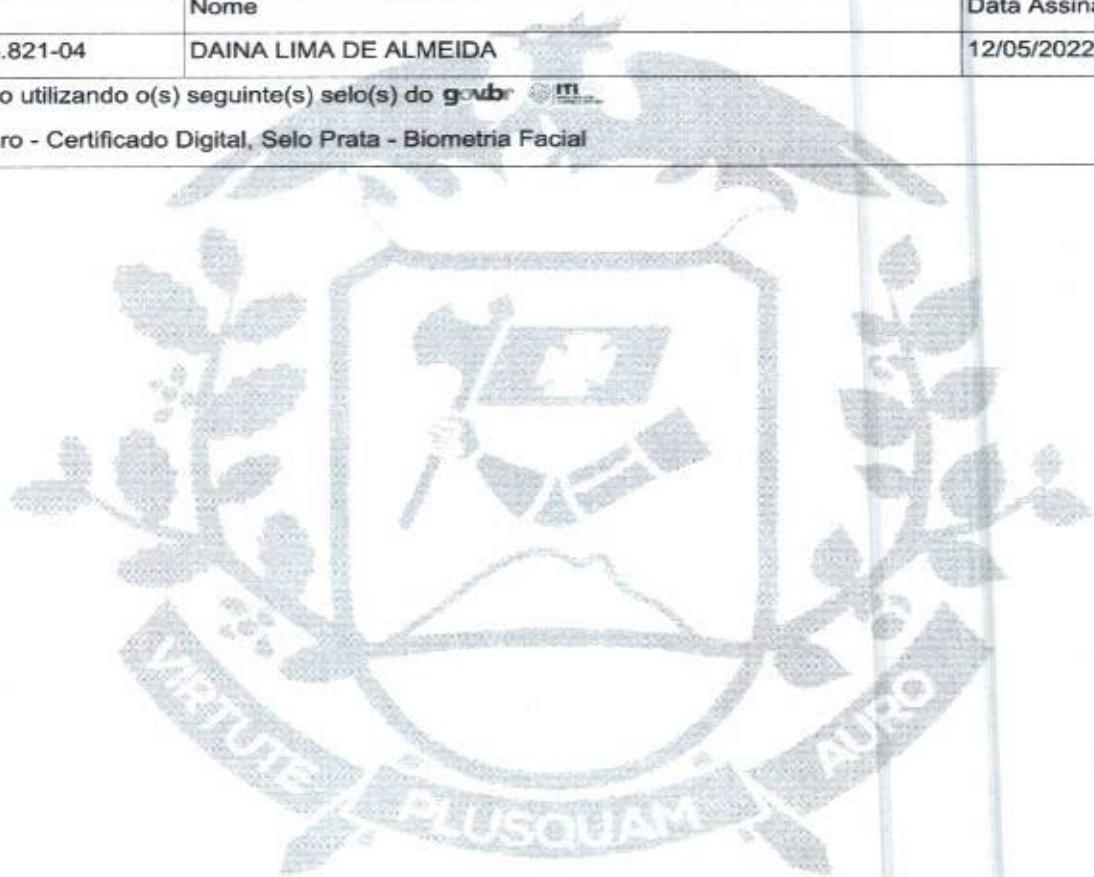 Nome Data Assina
.821-04 DAINA LIMA DE ALMEIDA 12/05/2022
o utilizando o(s) seguinte(s) selo(s) do gov.br ITI
ro - Certificado Digital, Selo Prata - Biometria Facial
VIRTUTE PLUSQUAM AURO